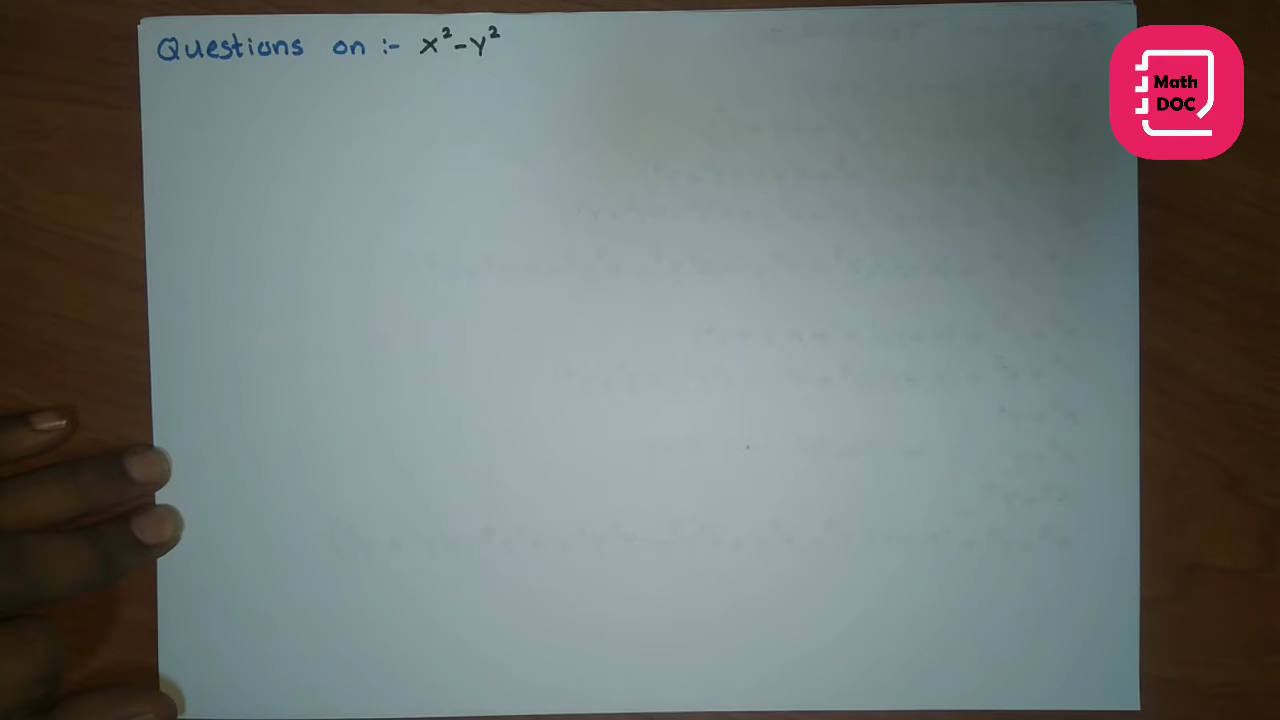 Questions on :- x²-y²
Math
DOC